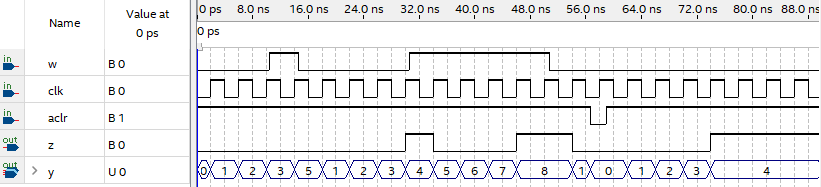 Name Value at 0 ps
0 ps 8.0 ns 16.0 ns 24.0 ns 32.0 ns 40.0 ns 48.0 ns 56.0 ns 64.0 ns 72.0 ns 80.0 ns 88.0 ns
0 ps
in w B 0
in clk B 0
in aclr B 1
out z B 0
out > y U 0 0 1 2 3 5 1 2 3 4 5 6 7 8 1 0 1 2 3 4